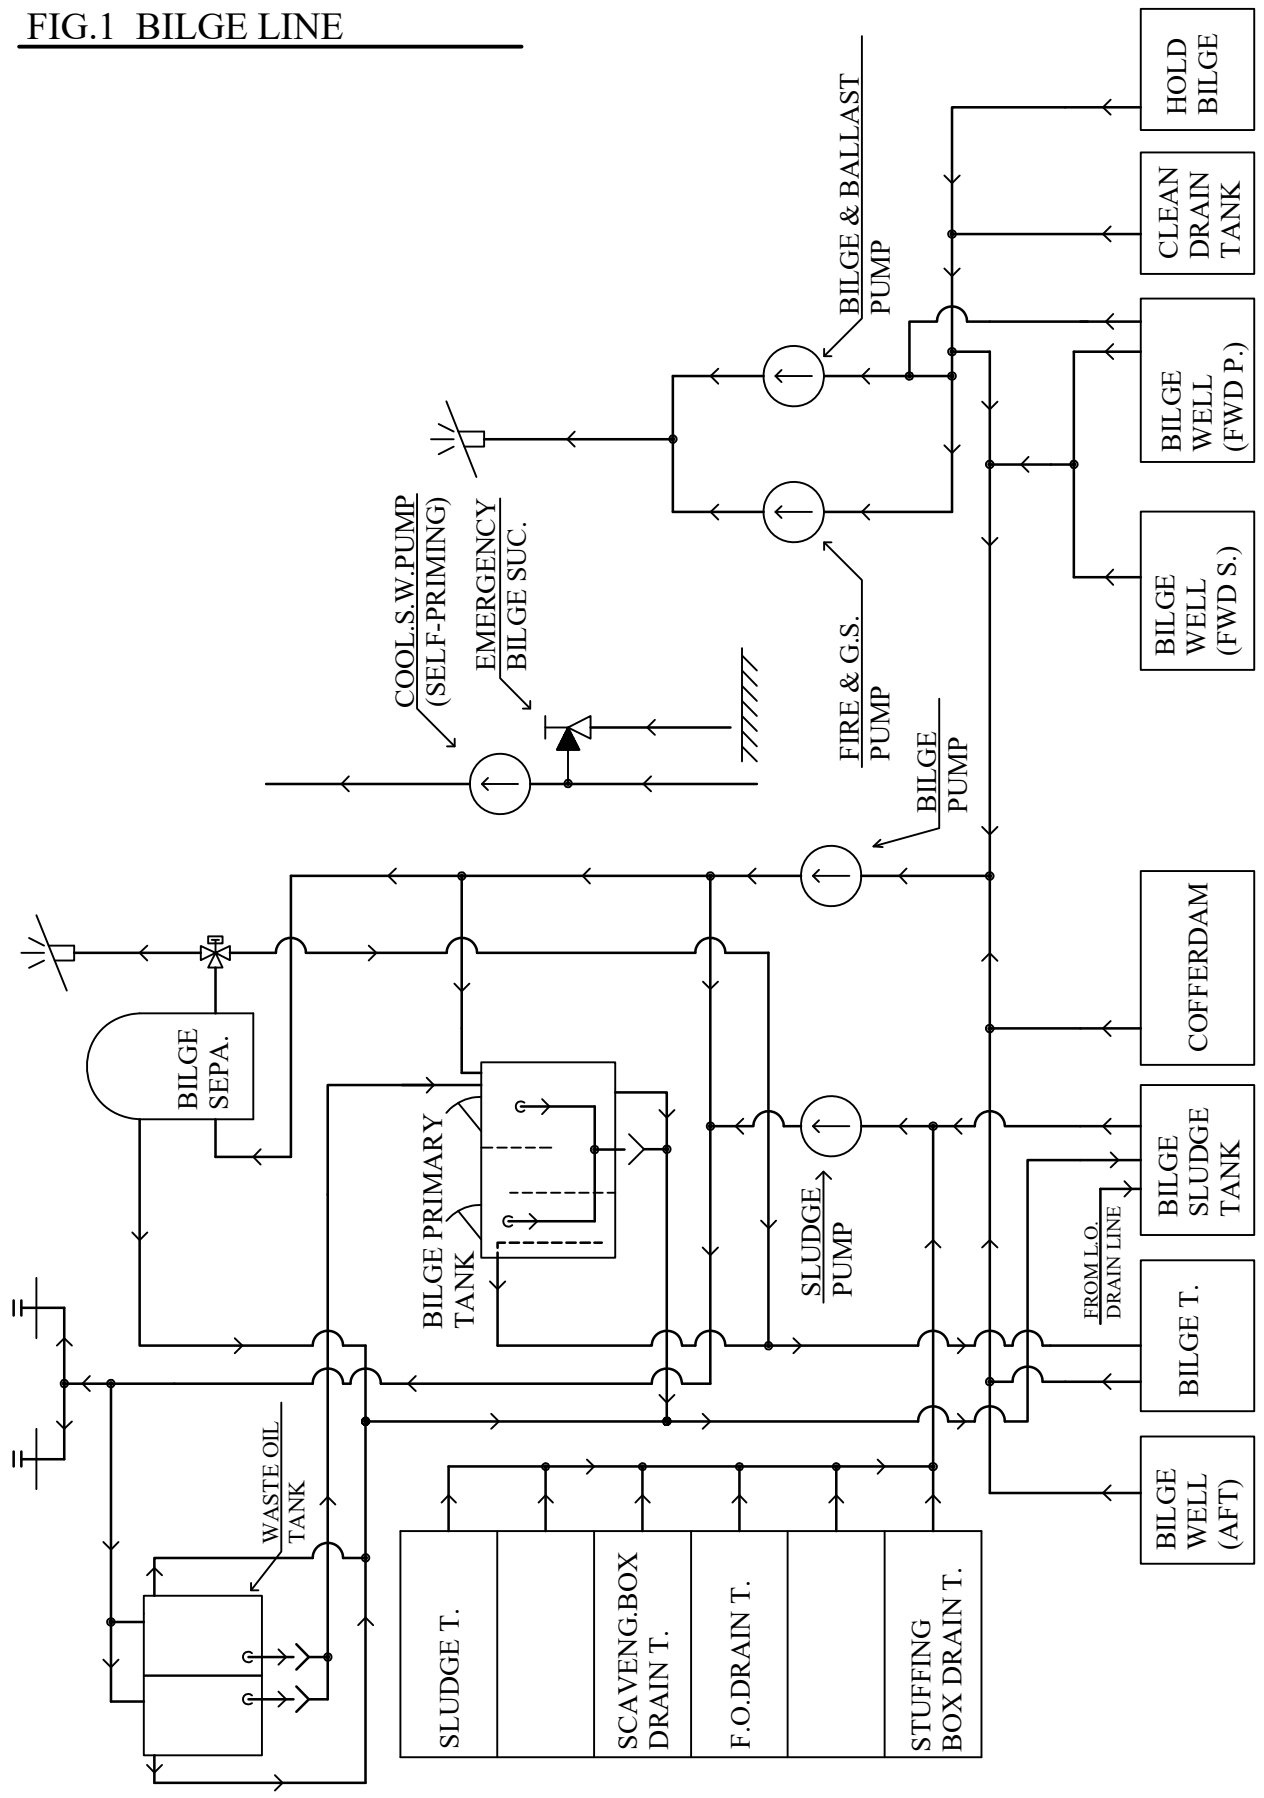 FIG.1 BILGE LINE
HOLD
BILGE
CLEAN
DRAIN
TANK
BILGE
WELL
(FWD P.)
BILGE
WELL
(FWD S.)
COFFERDAM
BILGE
SLUDGE
TANK
BILGE T.
BILGE
WELL
(AFT)
BILGE & BALLAST
PUMP
FIRE & G.S.
PUMP
BILGE
PUMP
COOL.S.W.PUMP
(SELF-PRIMING)
EMERGENCY
BILGE SUC.
BILGE
SEPA.
BILGE PRIMARY
TANK
SLUDGE
PUMP
FROM L.O.
DRAIN LINE
WASTE OIL
TANK
SLUDGE T.
SCAVENG.BOX
DRAIN T.
F.O.DRAIN T.
STUFFING
BOX DRAIN T.